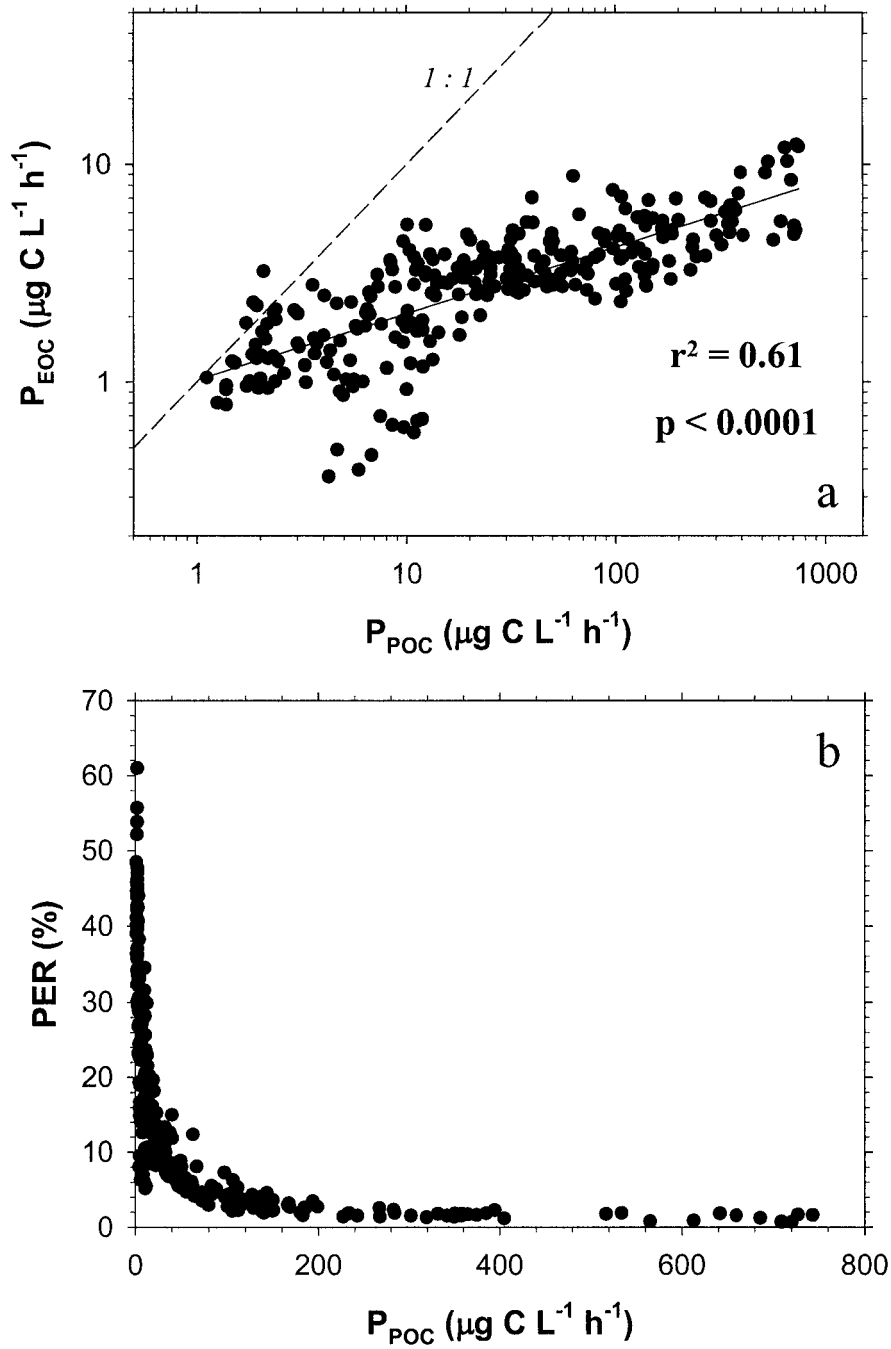 1 : 1
10
1
P_EOC (µg C L⁻¹ h⁻¹)
r² = 0.61
p < 0.0001
a
1 10 100 1000
P_POC (µg C L⁻¹ h⁻¹)
70
60
50
40
30
20
10
0
PER (%)
b
0 200 400 600 800
P_POC (µg C L⁻¹ h⁻¹)